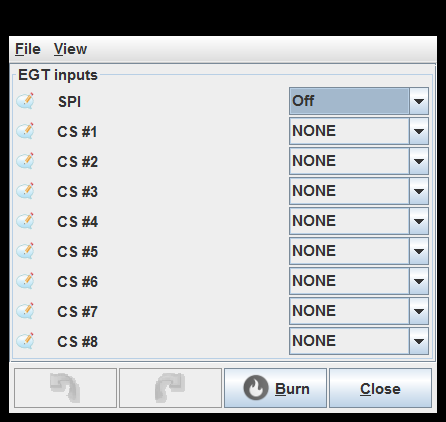 File View
EGT inputs
SPI Off
CS #1 NONE
CS #2 NONE
CS #3 NONE
CS #4 NONE
CS #5 NONE
CS #6 NONE
CS #7 NONE
CS #8 NONE
Burn Close